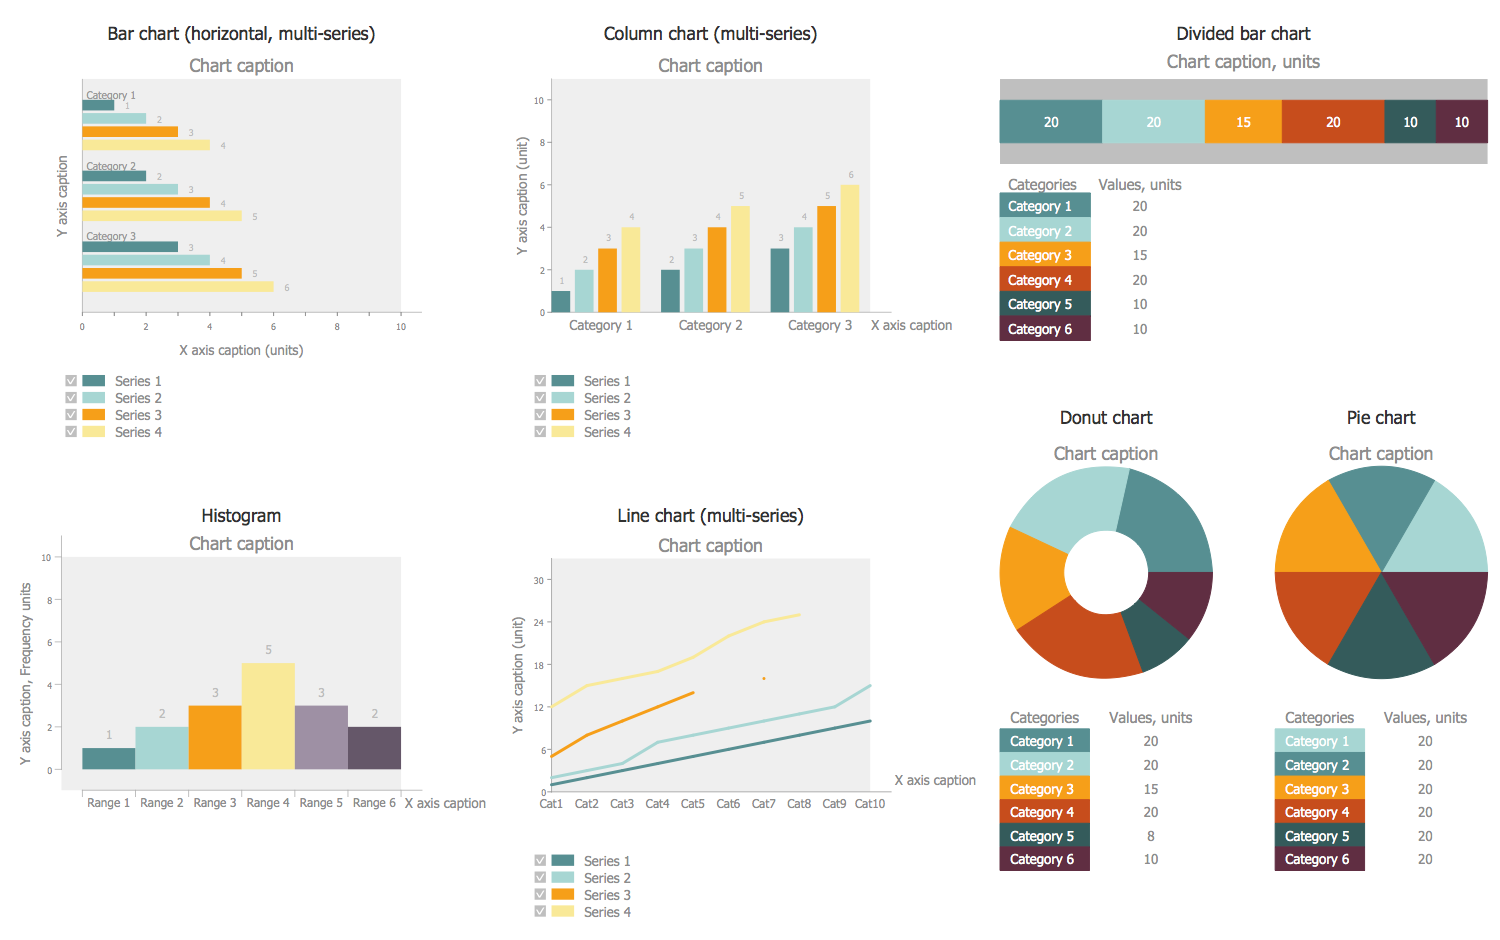 Bar chart (horizontal, multi-series)
Chart caption
Category 1
1
2
3
4
Category 2
2
3
4
5
Category 3
3
4
5
6
Y axis caption
0 2 4 6 8 10
X axis caption (units)
Series 1
Series 2
Series 3
Series 4
Column chart (multi-series)
Chart caption
Y axis caption (unit)
10
8
6
4
2
0
1 2 3 4
2 3 4 5
3 4 5 6
Category 1 Category 2 Category 3 X axis caption
Series 1
Series 2
Series 3
Series 4
Divided bar chart
Chart caption, units
20 20 15 20 10 10
Categories Values, units
Category 1 20
Category 2 20
Category 3 15
Category 4 20
Category 5 10
Category 6 10
Histogram
Chart caption
Y axis caption, Frequency units
10
8
6
4
2
0
1 2 3 5 3 2
Range 1 Range 2 Range 3 Range 4 Range 5 Range 6 X axis caption
Line chart (multi-series)
Chart caption
Y axis caption (unit)
30
24
18
12
6
0
X axis caption
Cat1 Cat2 Cat3 Cat4 Cat5 Cat6 Cat7 Cat8 Cat9 Cat10
Series 1
Series 2
Series 3
Series 4
Donut chart
Chart caption
Categories Values, units
Category 1 20
Category 2 20
Category 3 15
Category 4 20
Category 5 8
Category 6 10
Pie chart
Chart caption
Categories Values, units
Category 1 20
Category 2 20
Category 3 20
Category 4 20
Category 5 20
Category 6 20